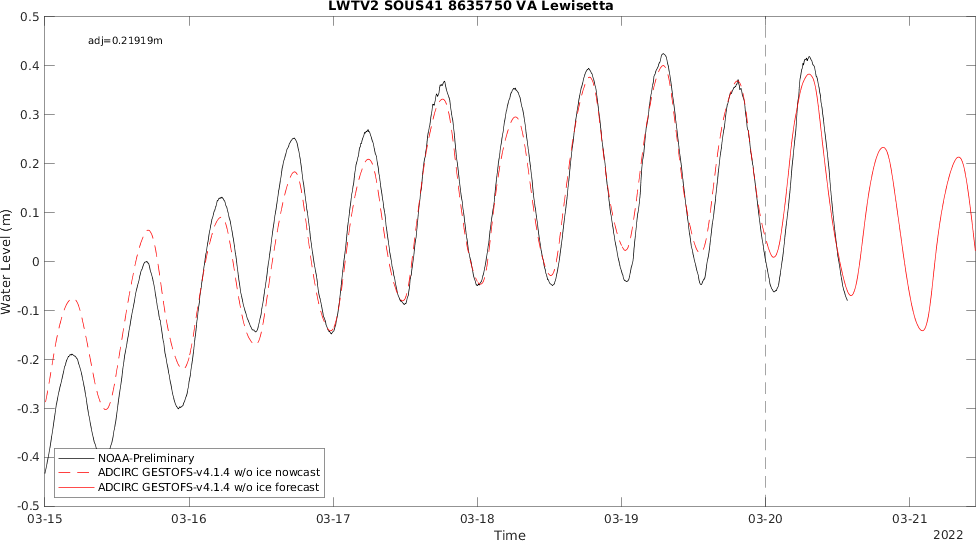 LWTV2 SOUS41 8635750 VA Lewisetta
adj=0.21919m
0.5
0.4
0.3
0.2
0.1
0
-0.1
-0.2
-0.3
-0.4
-0.5
Water Level (m)
NOAA-Preliminary
ADCIRC GESTOFS-v4.1.4 w/o ice nowcast
ADCIRC GESTOFS-v4.1.4 w/o ice forecast
03-15 03-16 03-17 03-18 03-19 03-20 03-21
Time
2022